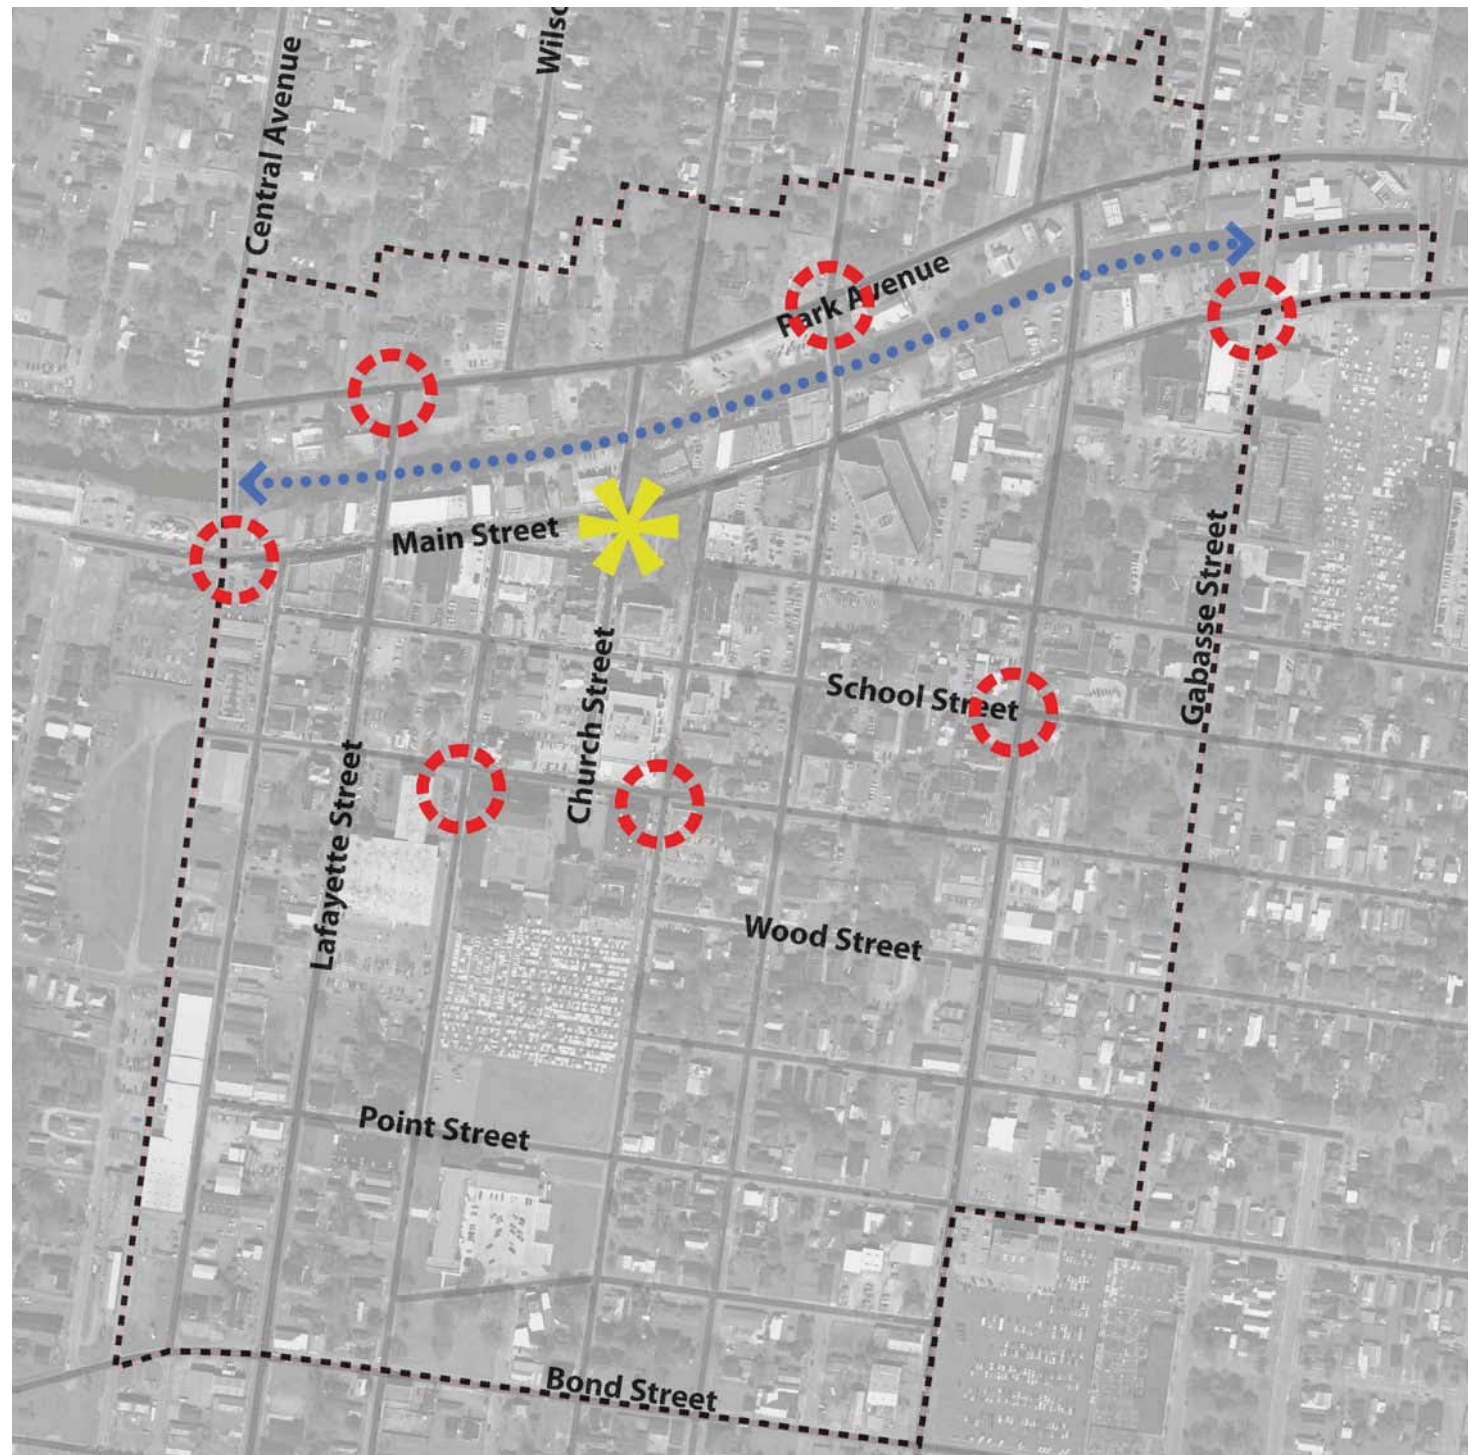 Central Avenue
Wilsc
Park Avenue
Main Street
Gabasse Street
Church Street
School Street
Lafayette Street
Wood Street
Point Street
Bond Street